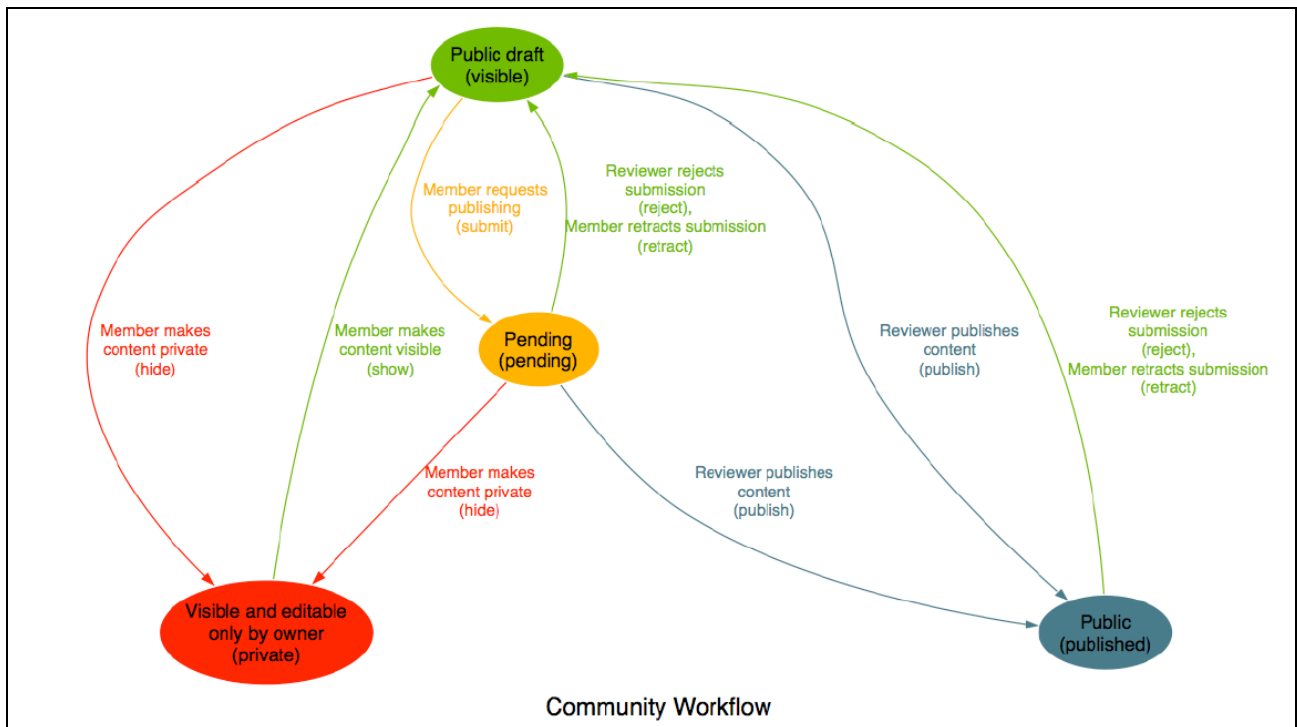 Public draft
(visible)
Member requests
publishing
(submit)
Reviewer rejects
submission
(reject),
Member retracts submission
(retract)
Member makes
content private
(hide)
Member makes
content visible
(show)
Pending
(pending)
Reviewer publishes
content
(publish)
Reviewer rejects
submission
(reject),
Member retracts submission
(retract)
Member makes
content private
(hide)
Reviewer publishes
content
(publish)
Visible and editable
only by owner
(private)
Public
(published)
Community Workflow